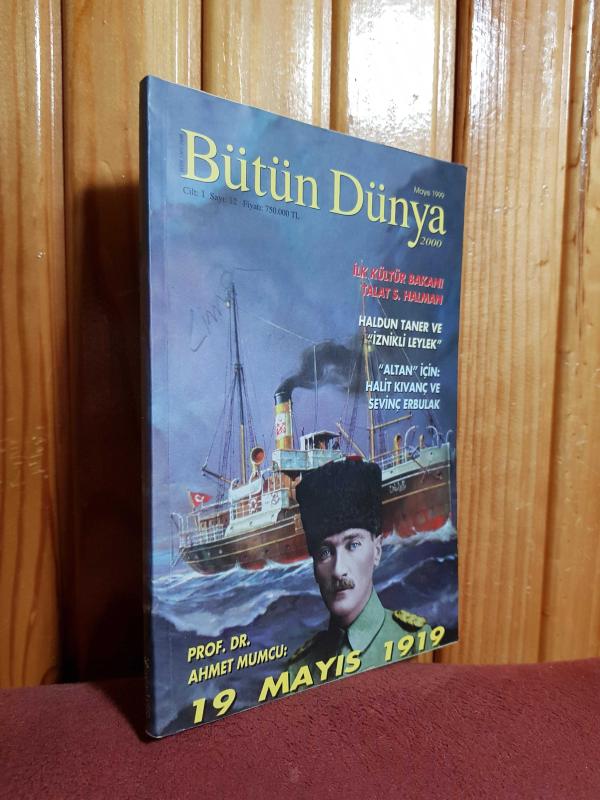 Bütün Dünya
2000
Mayıs 1999
Cilt: 1 Sayı: 12 Fiyatı: 750.000 TL
İLK KÜLTÜR BAKANI
TALAT S. HALMAN
HALDUN TANER VE
"İZNİKLİ LEYLEK"
"ALTAN" İÇİN:
HALİT KIVANÇ VE
SEVİNÇ ERBULAK
PROF. DR.
AHMET MUMCU:
19 MAYIS 1919